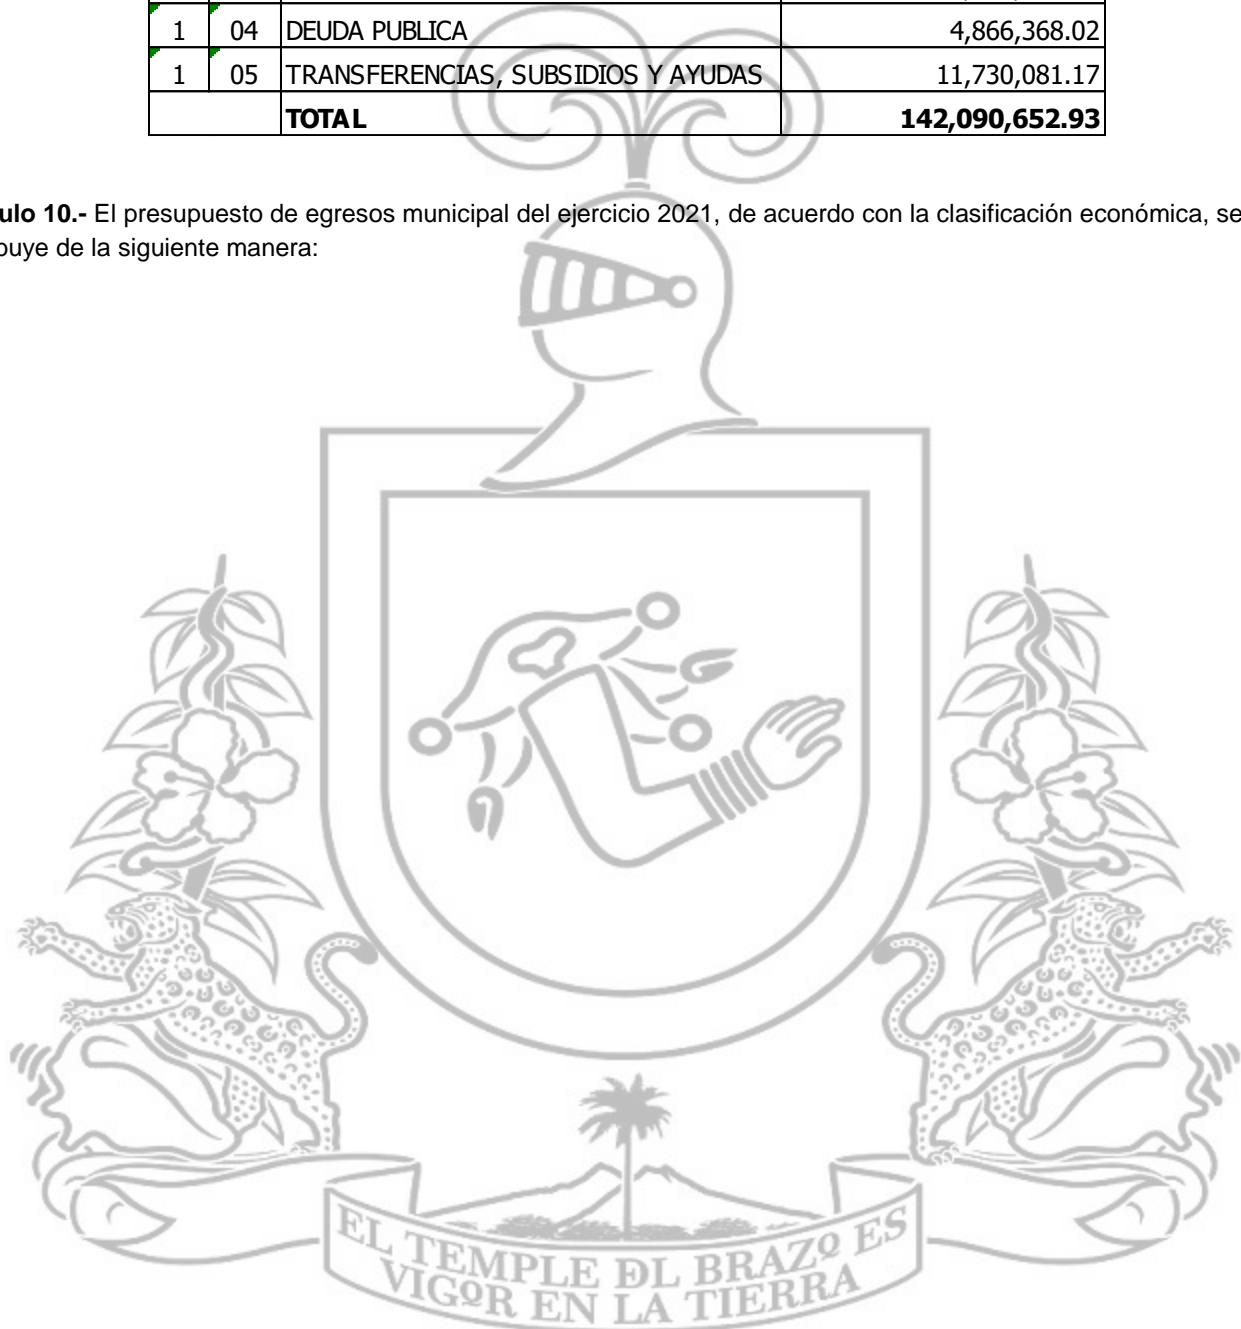 1 04 DEUDA PUBLICA 4,866,368.02
1 05 TRANSFERENCIAS, SUBSIDIOS Y AYUDAS 11,730,081.17
TOTAL 142,090,652.93
ulo 10.- El presupuesto de egresos municipal del ejercicio 2021, de acuerdo con la clasificación económica, se
buye de la siguiente manera:
EL TEMPLE DL BRAZO ES
VIGOR EN LA TIERRA